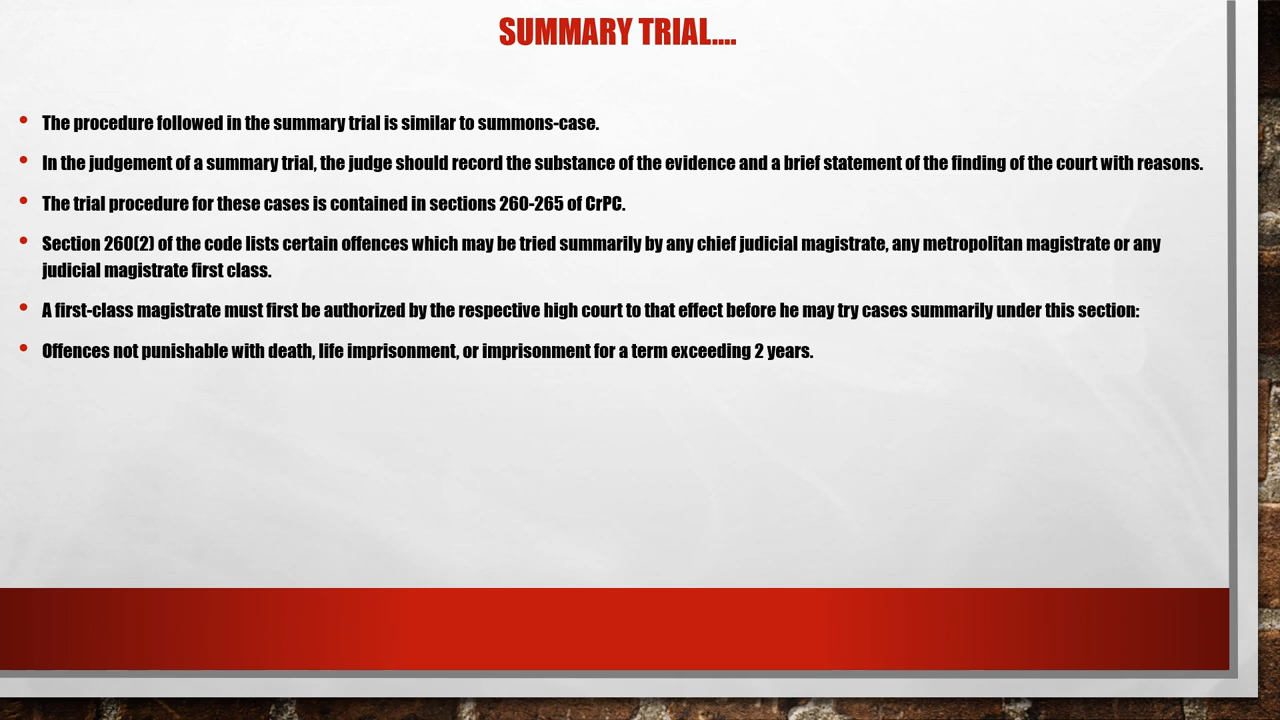 SUMMARY TRIAL....
• The procedure followed in the summary trial is similar to summons-case.
• In the judgement of a summary trial, the judge should record the substance of the evidence and a brief statement of the finding of the court with reasons.
• The trial procedure for these cases is contained in sections 260-265 of CrPC.
• Section 260(2) of the code lists certain offences which may be tried summarily by any chief judicial magistrate, any metropolitan magistrate or any
judicial magistrate first class.
• A first-class magistrate must first be authorized by the respective high court to that effect before he may try cases summarily under this section:
• Offences not punishable with death, life imprisonment, or imprisonment for a term exceeding 2 years.